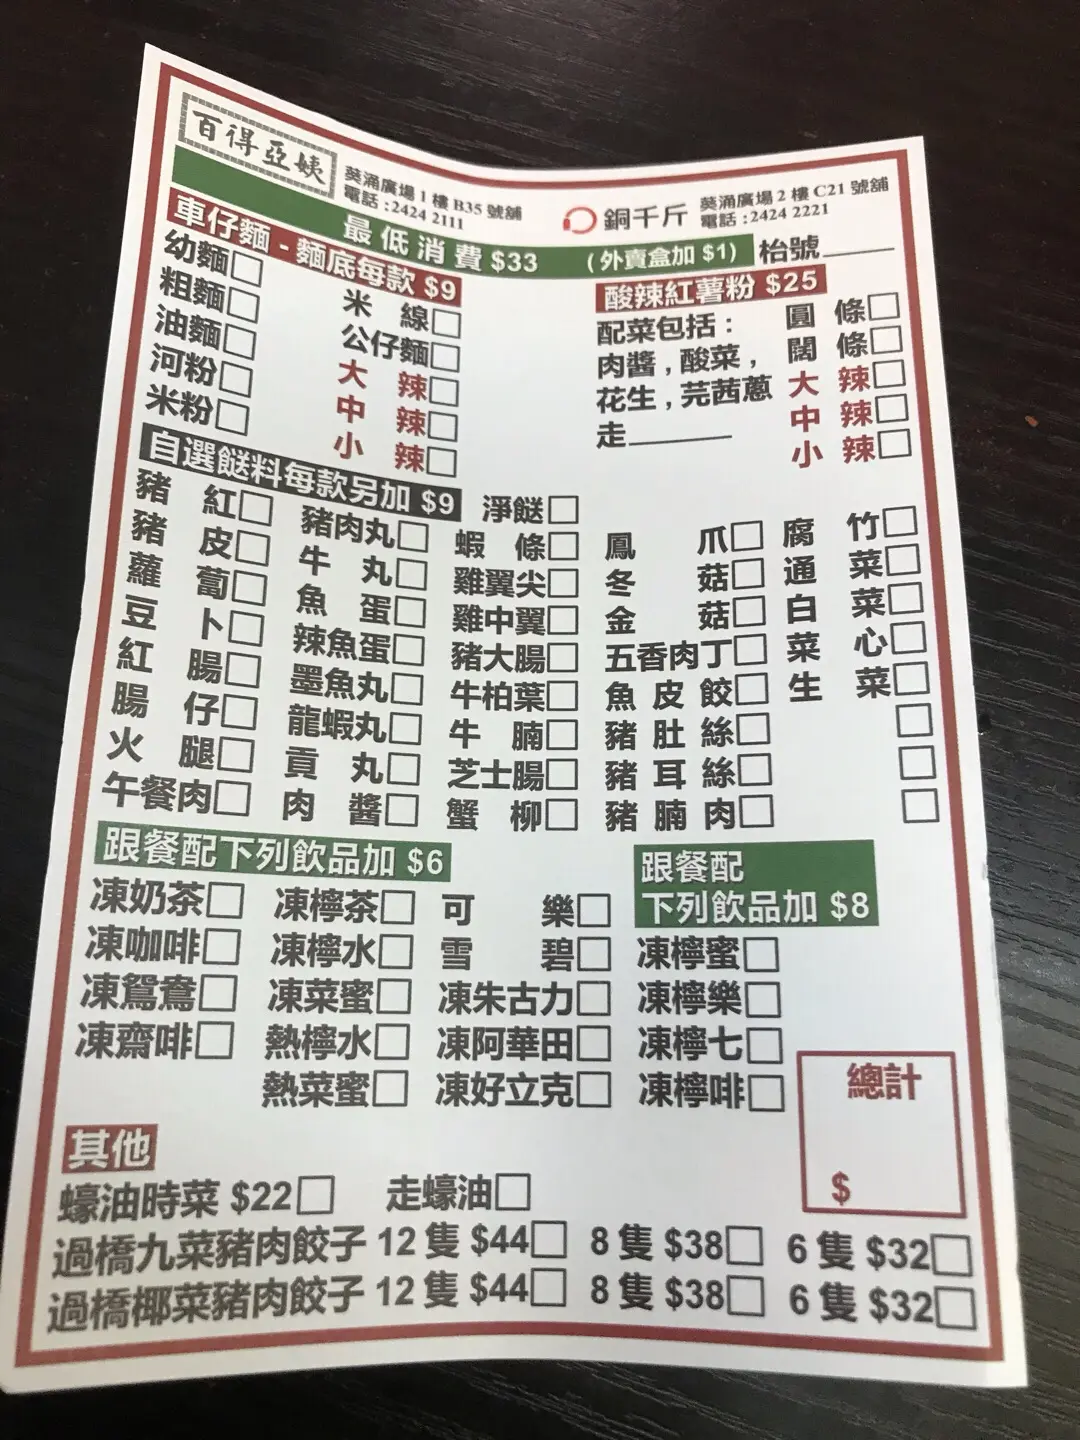 百得亞姨
葵涌廣場 1 樓 B35 號舖
電話 : 2424 2111
銅千斤
葵涌廣場 2 樓 C21 號舖
電話 : 2424 2221
最低消費 $33 (外賣盒加 $1) 枱號
車仔麵 - 麵底每款 $9
幼麵 米線
粗麵 公仔麵
油麵 大辣
河粉 中辣
米粉 小辣
酸辣紅薯粉 $25
配菜包括 : 圓條
肉醬 , 酸菜 , 闊條
花生 , 芫茜蔥 大辣
走 中辣
小辣
自選餸料每款另加 $9 淨餸
豬紅 豬肉丸 蝦條 鳳爪 腐竹
豬皮 牛丸 雞翼尖 冬菇 通菜
蘿蔔 魚蛋 雞中翼 金菇 白菜
豆卜 辣魚蛋 豬大腸 五香肉丁 菜心
紅腸 墨魚丸 牛柏葉 魚皮餃 生菜
腸仔 龍蝦丸 牛腩 豬肚絲
火腿 貢丸 芝士腸 豬耳絲
午餐肉 肉醬 蟹柳 豬腩肉
跟餐配下列飲品加 $6
凍奶茶 凍檸茶 可樂
凍咖啡 凍檸水 雪碧
凍鴛鴦 凍菜蜜 凍朱古力
凍齋啡 熱檸水 凍阿華田
熱菜蜜 凍好立克
跟餐配
下列飲品加 $8
凍檸蜜
凍檸樂
凍檸七
凍檸啡
總計
$
其他
蠔油時菜 $22 走蠔油
過橋九菜豬肉餃子 12 隻 $44 8 隻 $38 6 隻 $32
過橋椰菜豬肉餃子 12 隻 $44 8 隻 $38 6 隻 $32